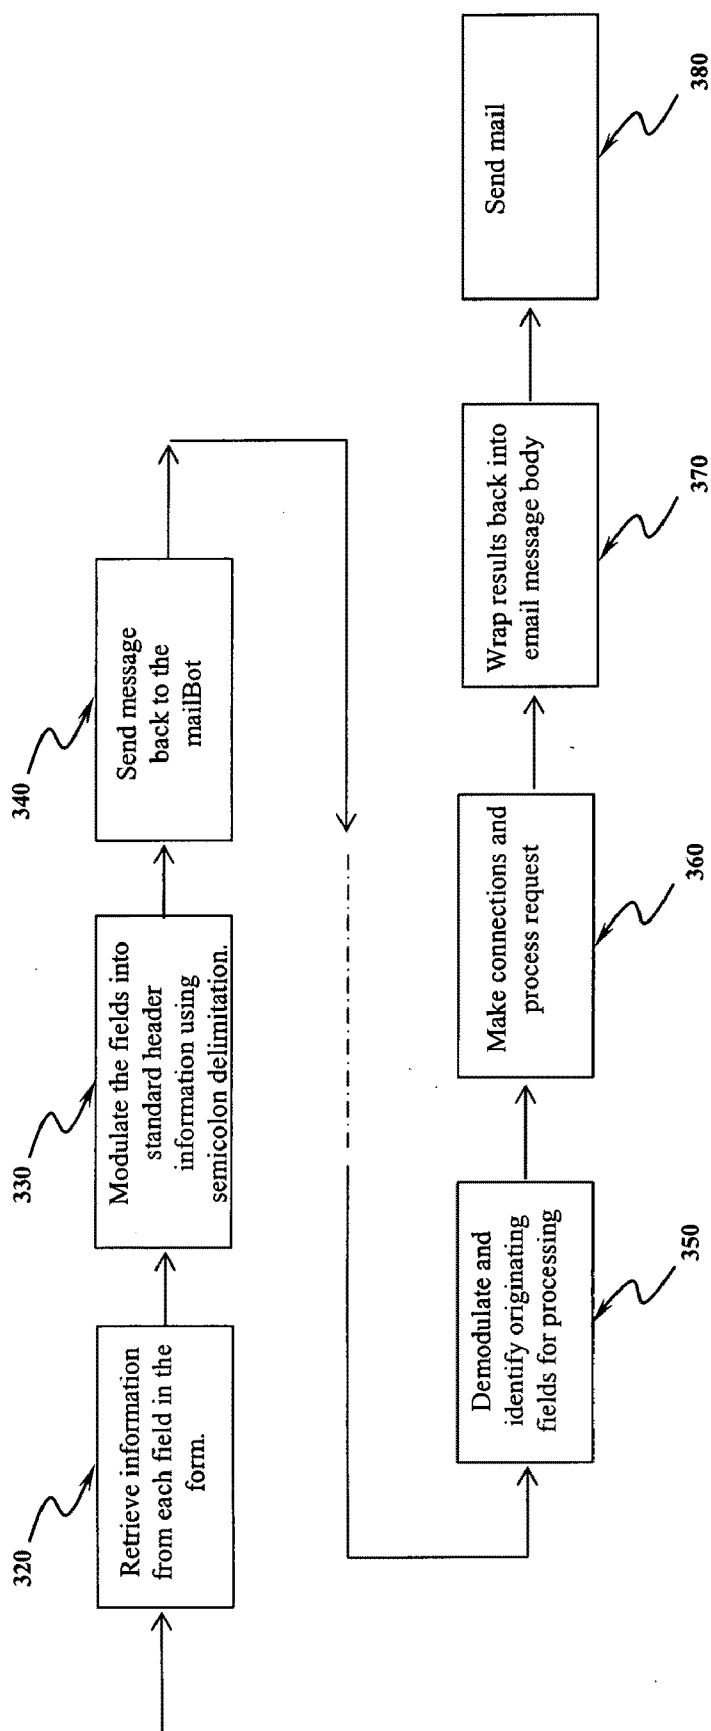 320
Retrieve information
from each field in the
form.
330
Modulate the fields into
standard header
information using
semicolon delimitation.
340
Send message
back to the
mailBot
350
Demodulate and
identify originating
fields for processing
360
Make connections and
process request
370
Wrap results back into
email message body
380
Send mail